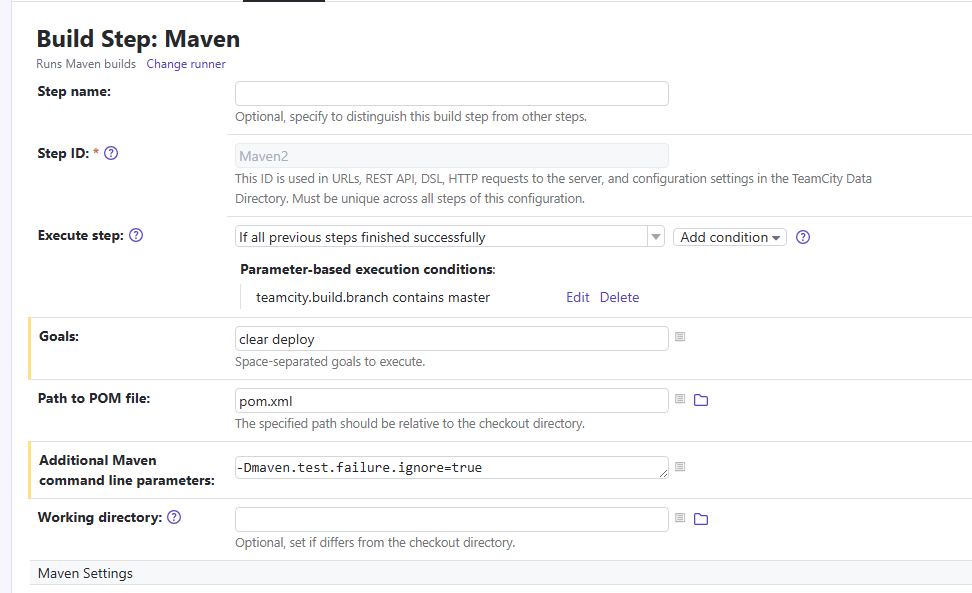 Build Step: Maven
Runs Maven builds Change runner
Step name:
Optional, specify to distinguish this build step from other steps.
Step ID: * ?
Maven2
This ID is used in URLs, REST API, DSL, HTTP requests to the server, and configuration settings in the TeamCity Data
Directory. Must be unique across all steps of this configuration.
Execute step: ? If all previous steps finished successfully Add condition ?
Parameter-based execution conditions:
teamcity.build.branch contains master Edit Delete
Goals: clear deploy
Space-separated goals to execute.
Path to POM file: pom.xml
The specified path should be relative to the checkout directory.
Additional Maven
command line parameters:
-Dmaven.test.failure.ignore=true
Working directory: ?
Optional, set if differs from the checkout directory.
Maven Settings